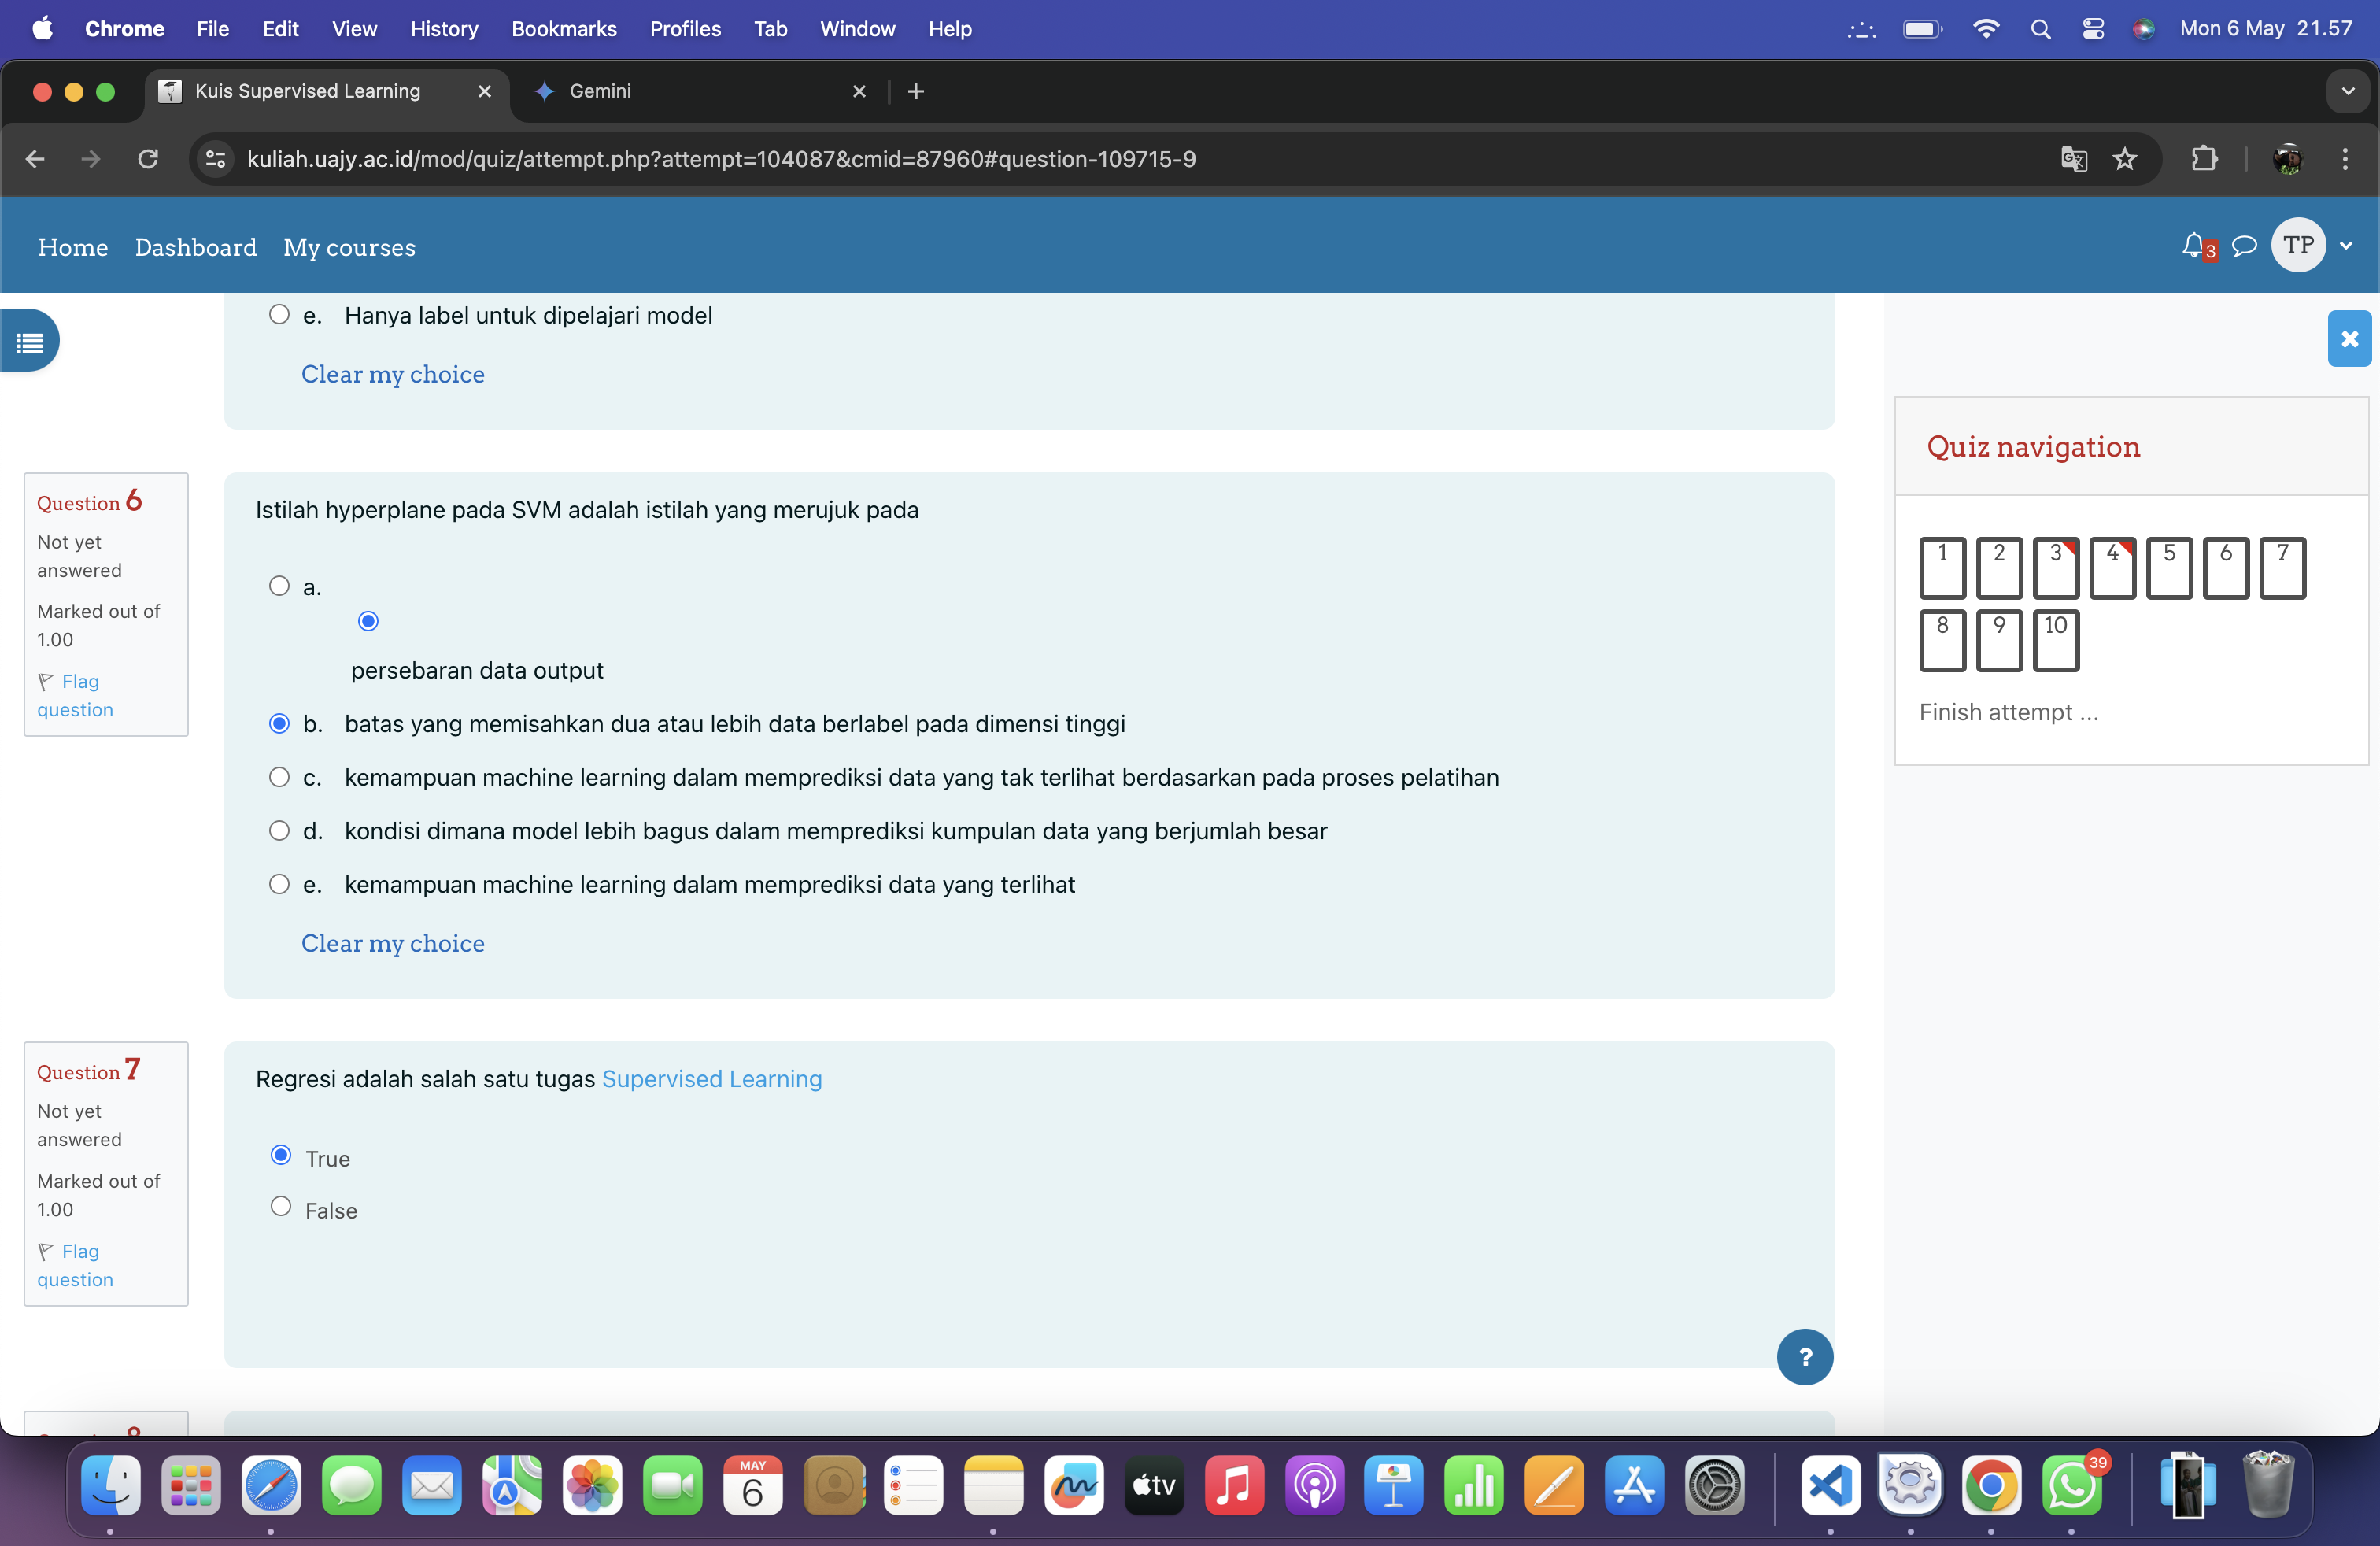 Chrome File Edit View History Bookmarks Profiles Tab Window Help Mon 6 May 21.57
Kuis Supervised Learning Gemini
kuliah.uajy.ac.id/mod/quiz/attempt.php?attempt=104087&cmid=87960#question-109715-9
Home Dashboard My courses 3 TP
e. Hanya label untuk dipelajari model
Clear my choice
Quiz navigation
1 2 3 4 5 6 7
8 9 10
Finish attempt ...
Question 6
Not yet
answered
Marked out of
1.00
Flag
question
Istilah hyperplane pada SVM adalah istilah yang merujuk pada
a.
persebaran data output
b. batas yang memisahkan dua atau lebih data berlabel pada dimensi tinggi
c. kemampuan machine learning dalam memprediksi data yang tak terlihat berdasarkan pada proses pelatihan
d. kondisi dimana model lebih bagus dalam memprediksi kumpulan data yang berjumlah besar
e. kemampuan machine learning dalam memprediksi data yang terlihat
Clear my choice
Question 7
Not yet
answered
Marked out of
1.00
Flag
question
Regresi adalah salah satu tugas Supervised Learning
True
False
?
MAY
6
tv
39